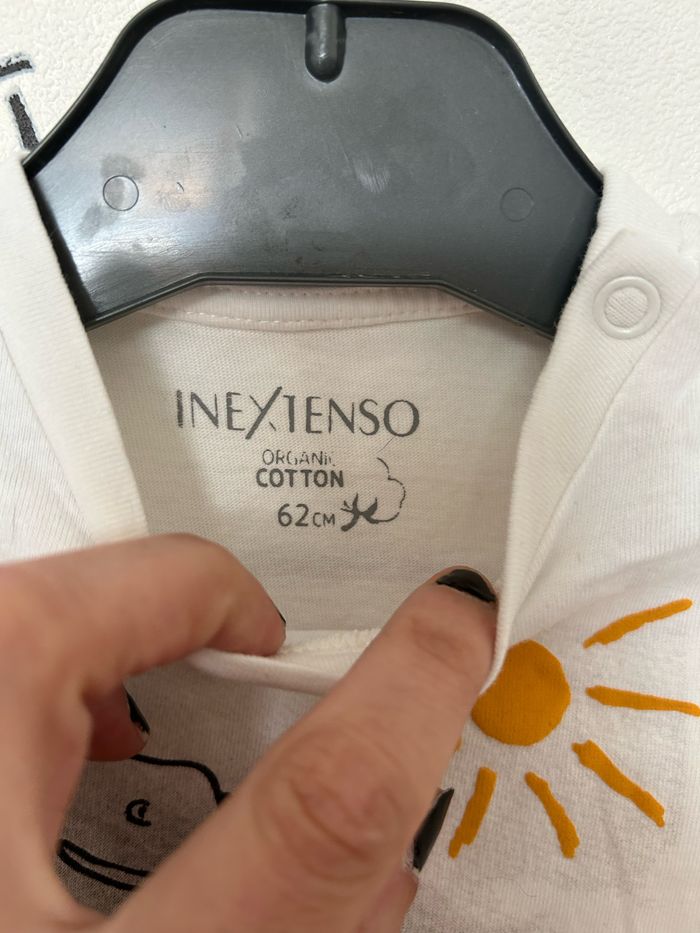 INEXTENSO
ORGANIC
COTTON
62CM